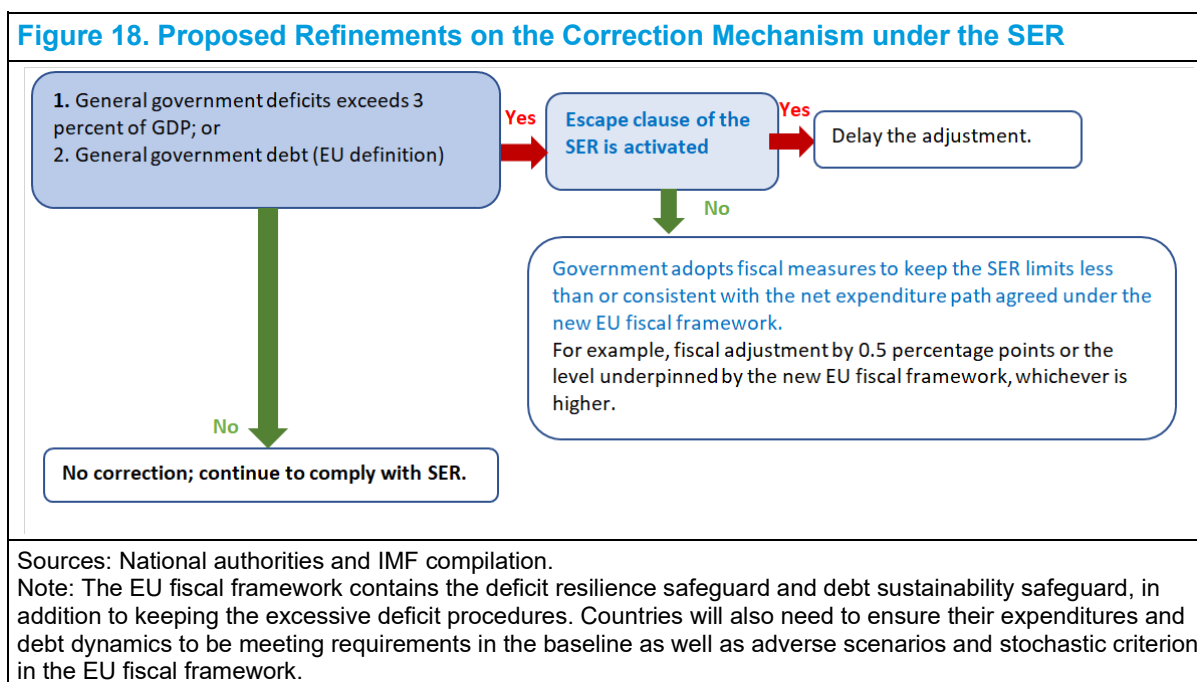 Figure 18. Proposed Refinements on the Correction Mechanism under the SER
1. General government deficits exceeds 3
percent of GDP; or
2. General government debt (EU definition)
Yes
Escape clause of the
SER is activated
Yes
Delay the adjustment.
No
Government adopts fiscal measures to keep the SER limits less
than or consistent with the net expenditure path agreed under the
new EU fiscal framework.
For example, fiscal adjustment by 0.5 percentage points or the
level underpinned by the new EU fiscal framework, whichever is
higher.
No
No correction; continue to comply with SER.
Sources: National authorities and IMF compilation.
Note: The EU fiscal framework contains the deficit resilience safeguard and debt sustainability safeguard, in
addition to keeping the excessive deficit procedures. Countries will also need to ensure their expenditures and
debt dynamics to be meeting requirements in the baseline as well as adverse scenarios and stochastic criterion
in the EU fiscal framework.